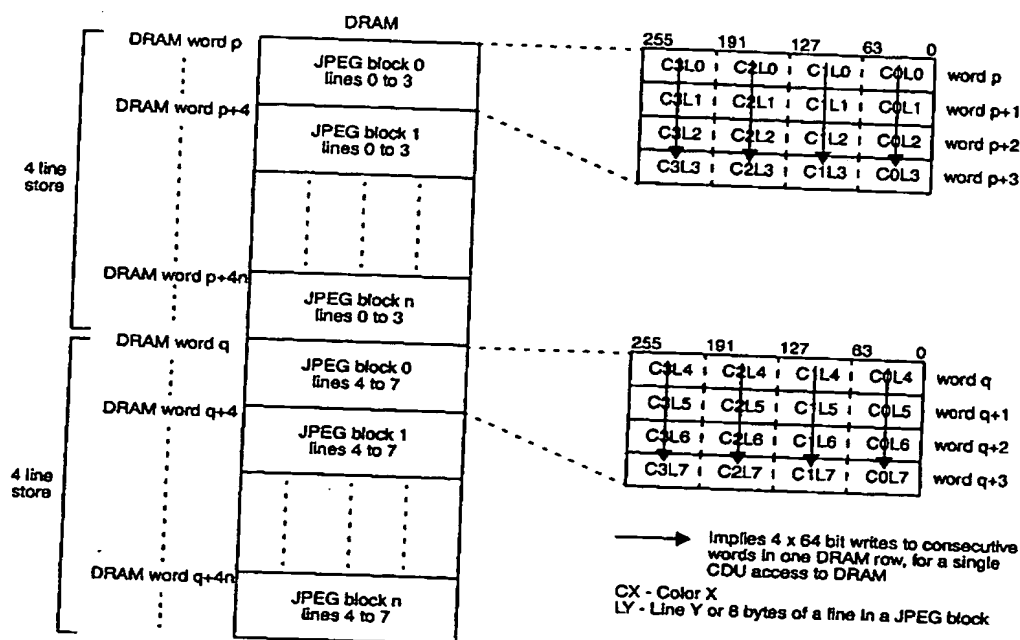 DRAM
DRAM word p
JPEG block 0
lines 0 to 3
DRAM word p+4
JPEG block 1
lines 0 to 3
4 line
store
DRAM word p+4n
JPEG block n
lines 0 to 3
255 191 127 63 0
C3L0 C2L0 C1L0 C0L0 word p
C3L1 C2L1 C1L1 C0L1 word p+1
C3L2 C2L2 C1L2 C0L2 word p+2
C3L3 C2L3 C1L3 C0L3 word p+3
DRAM word q
JPEG block 0
lines 4 to 7
DRAM word q+4
JPEG block 1
lines 4 to 7
4 line
store
DRAM word q+4n
JPEG block n
lines 4 to 7
255 191 127 63 0
C3L4 C2L4 C1L4 C0L4 word q
C3L5 C2L5 C1L5 C0L5 word q+1
C3L6 C2L6 C1L6 C0L6 word q+2
C3L7 C2L7 C1L7 C0L7 word q+3
Implies 4 x 64 bit writes to consecutive
words in one DRAM row, for a single
CDU access to DRAM
CX - Color X
LY - Line Y or 8 bytes of a line in a JPEG block